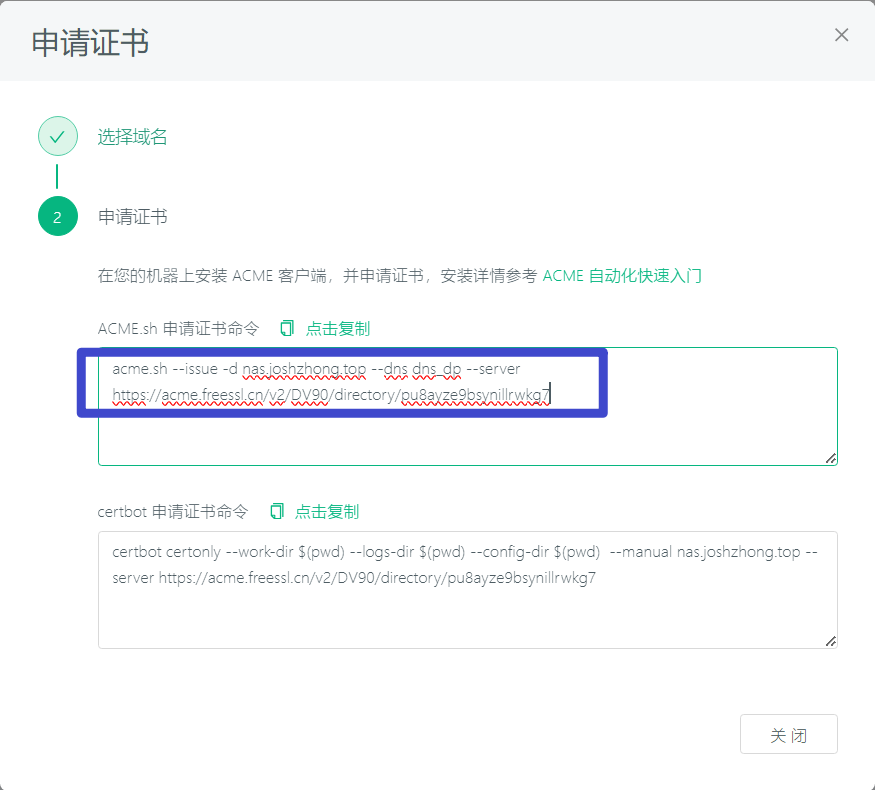 申请证书
选择域名
2
申请证书
在您的机器上安装 ACME 客户端，并申请证书，安装详情参考 ACME 自动化快速入门
ACME.sh 申请证书命令 点击复制
acme.sh --issue -d nas.joshzhong.top --dns dns_dp --server
https://acme.freessl.cn/v2/DV90/directory/pu8ayze9bsynillrwkg7
certbot 申请证书命令 点击复制
certbot certonly --work-dir $(pwd) --logs-dir $(pwd) --config-dir $(pwd)  --manual nas.joshzhong.top --
server https://acme.freessl.cn/v2/DV90/directory/pu8ayze9bsynillrwkg7
关 闭